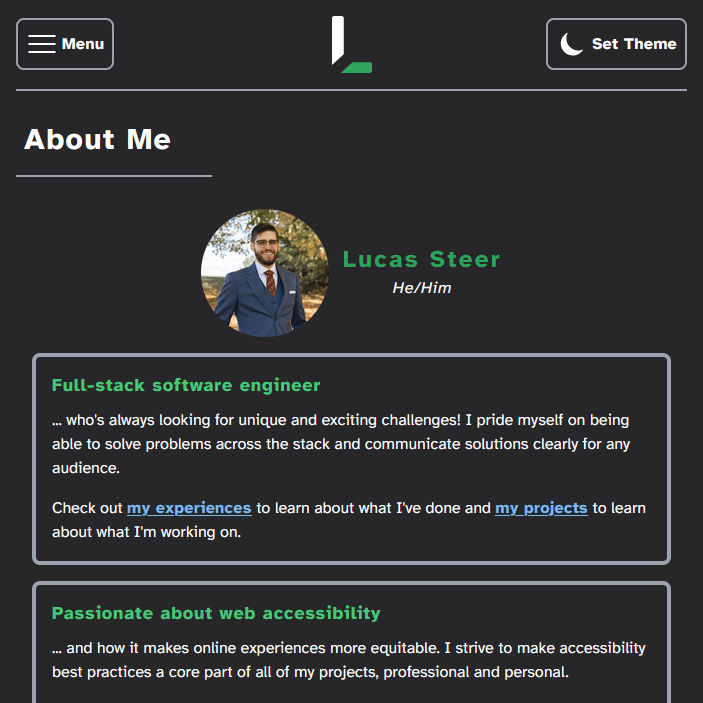 Menu
Set Theme
About Me
Lucas Steer
He/Him
Full-stack software engineer
... who's always looking for unique and exciting challenges! I pride myself on being
able to solve problems across the stack and communicate solutions clearly for any
audience.
Check out my experiences to learn about what I've done and my projects to learn
about what I'm working on.
Passionate about web accessibility
... and how it makes online experiences more equitable. I strive to make accessibility
best practices a core part of all of my projects, professional and personal.